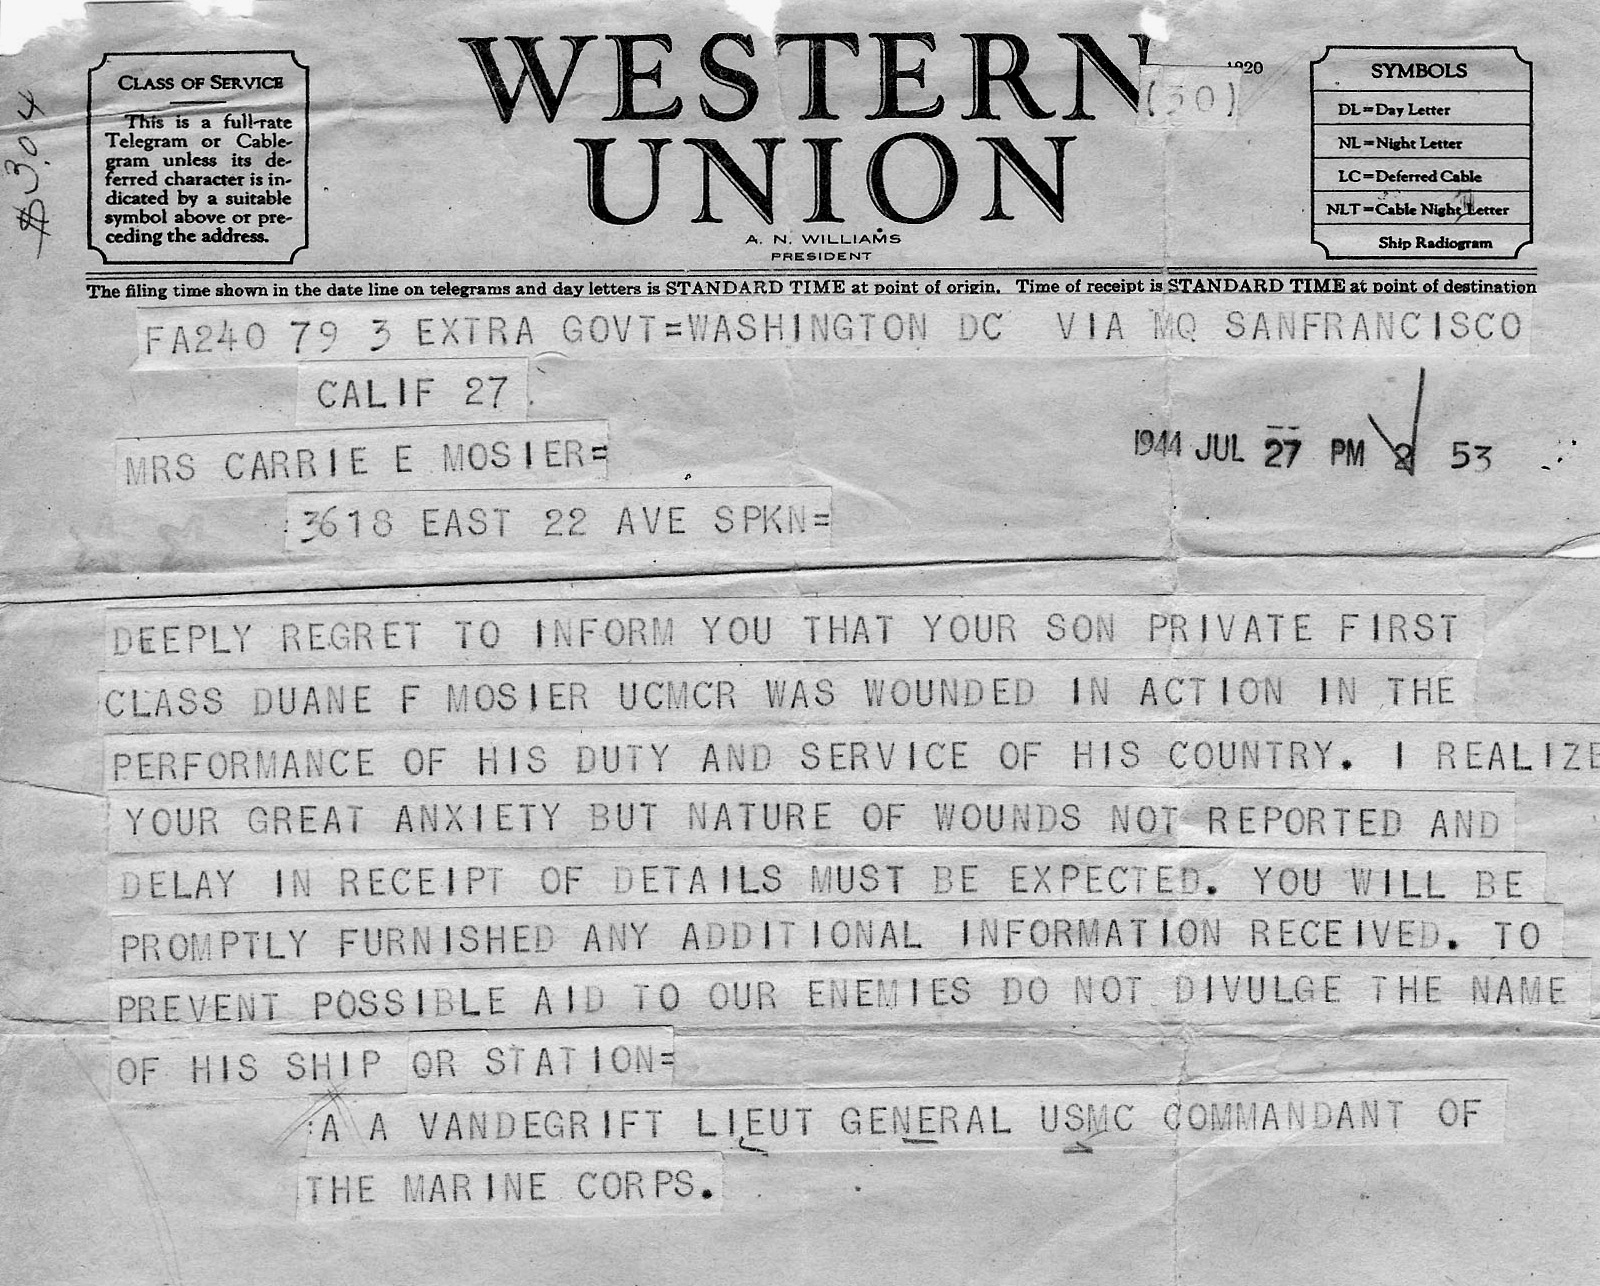 WESTERN
UNION
1920
(30)
A. N. WILLIAMS
PRESIDENT
CLASS OF SERVICE
This is a full-rate
Telegram or Cable-
gram unless its de-
ferred character is in-
dicated by a suitable
symbol above or pre-
ceding the address.
$3.04
SYMBOLS
DL=Day Letter
NL=Night Letter
LC=Deferred Cable
NLT=Cable Night Letter
Ship Radiogram
The filing time shown in the date line on telegrams and day letters is STANDARD TIME at point of origin. Time of receipt is STANDARD TIME at point of destination
FA240 79 3 EXTRA GOVT=WASHINGTON DC VIA MQ SANFRANCISCO
CALIF 27
1944 JUL 27 PM 2 53
MRS CARRIE E MOSIER=
3618 EAST 22 AVE SPKN=
DEEPLY REGRET TO INFORM YOU THAT YOUR SON PRIVATE FIRST
CLASS DUANE F MOSIER UCMCR WAS WOUNDED IN ACTION IN THE
PERFORMANCE OF HIS DUTY AND SERVICE OF HIS COUNTRY. I REALIZE
YOUR GREAT ANXIETY BUT NATURE OF WOUNDS NOT REPORTED AND
DELAY IN RECEIPT OF DETAILS MUST BE EXPECTED. YOU WILL BE
PROMPTLY FURNISHED ANY ADDITIONAL INFORMATION RECEIVED. TO
PREVENT POSSIBLE AID TO OUR ENEMIES DO NOT DIVULGE THE NAME
OF HIS SHIP OR STATION=
A A VANDEGRIFT LIEUT GENERAL USMC COMMANDANT OF
THE MARINE CORPS.